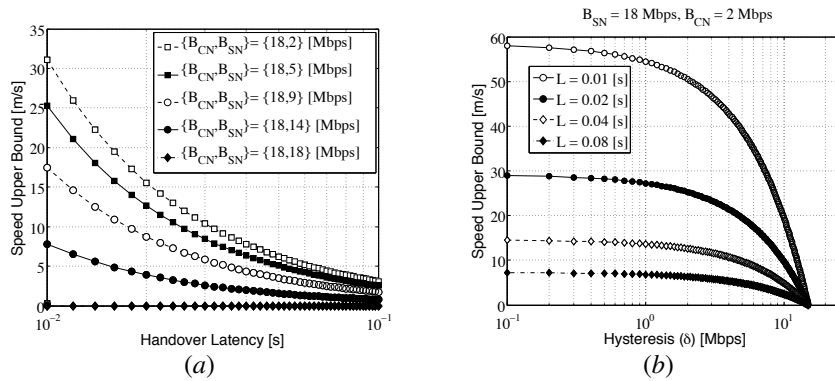 35
30
25
20
15
10
5
0
Speed Upper Bound [m/s]
{B_CN,B_SN}= {18,2} [Mbps]
{B_CN,B_SN}= {18,5} [Mbps]
{B_CN,B_SN}= {18,9} [Mbps]
{B_CN,B_SN}= {18,14} [Mbps]
{B_CN,B_SN}= {18,18} [Mbps]
10^-2
10^-1
Handover Latency [s]
(a)
B_SN = 18 Mbps, B_CN = 2 Mbps
60
50
40
30
20
10
0
Speed Upper Bound [m/s]
L = 0.01 [s]
L = 0.02 [s]
L = 0.04 [s]
L = 0.08 [s]
10^-1
10^0
10^1
Hysteresis (δ) [Mbps]
(b)